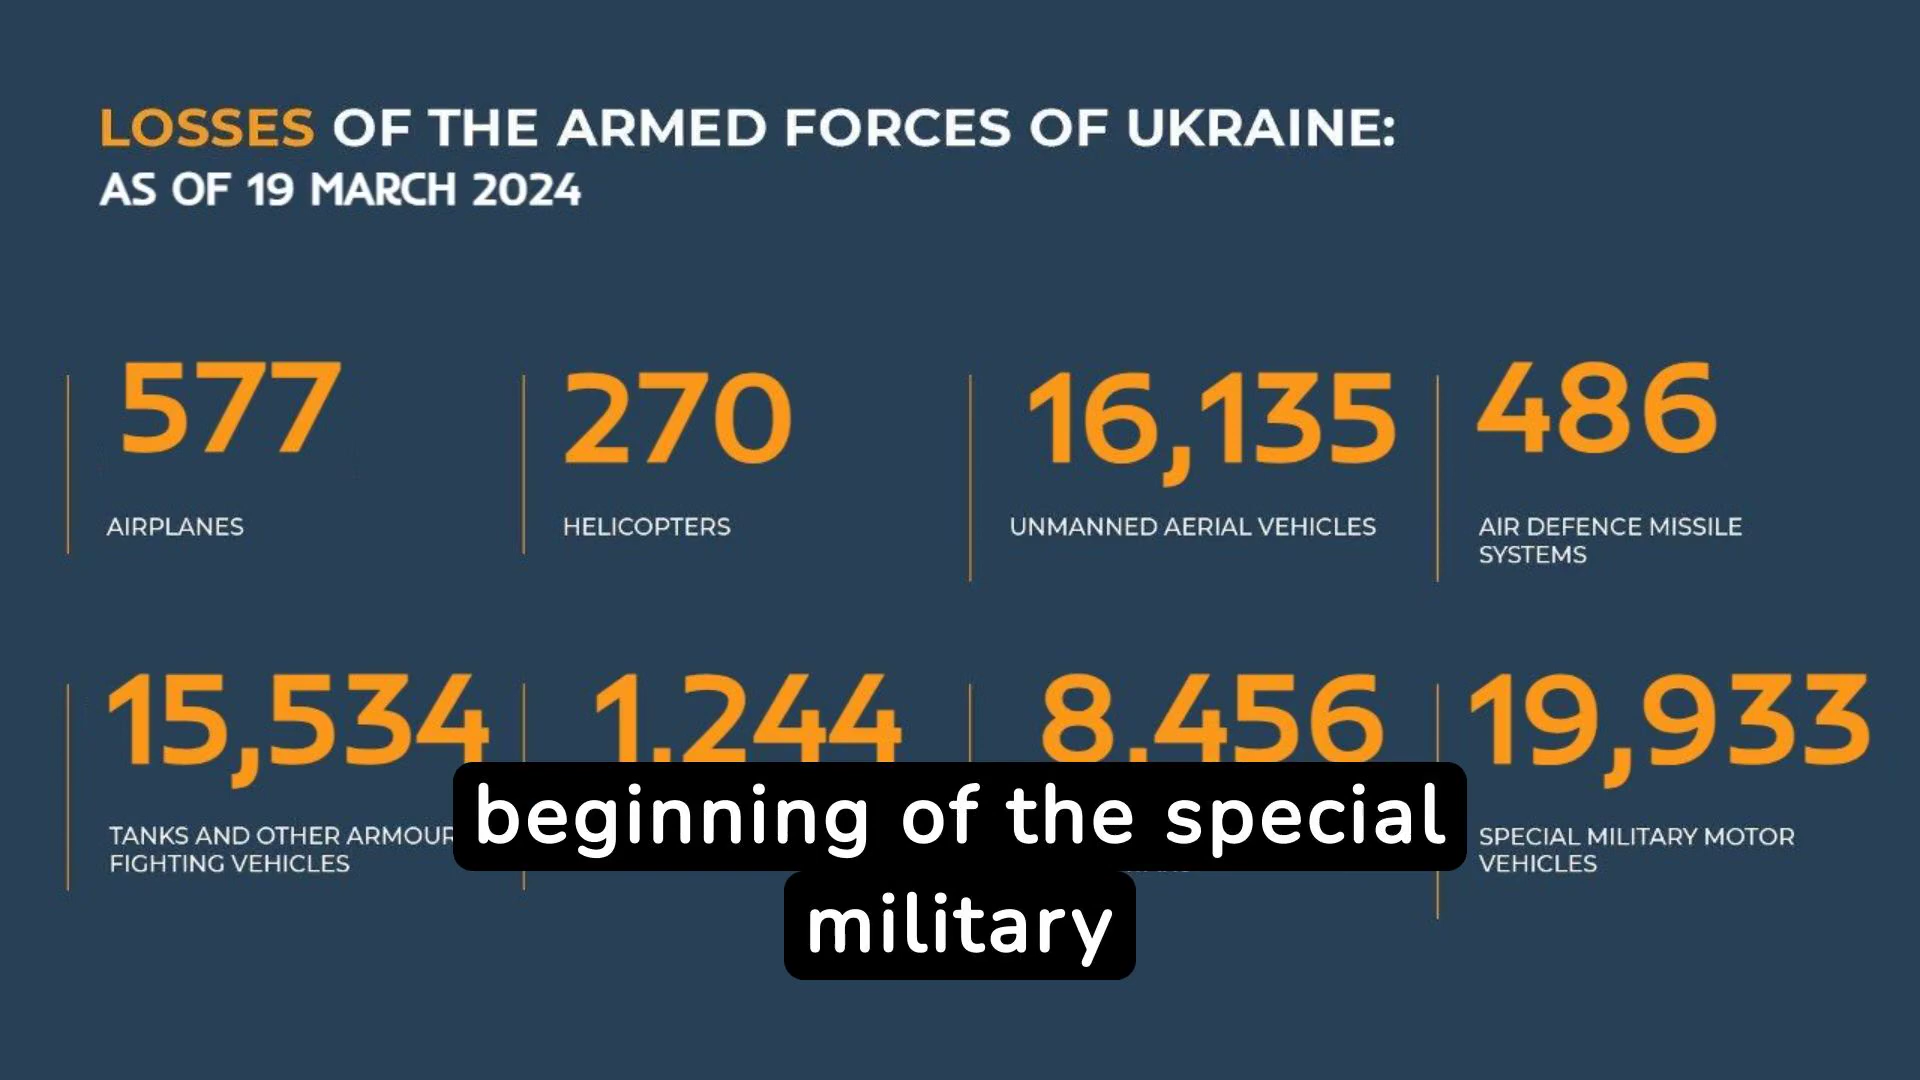 LOSSES OF THE ARMED FORCES OF UKRAINE:
AS OF 19 MARCH 2024
577
270
16,135
486
AIRPLANES
HELICOPTERS
UNMANNED AERIAL VEHICLES
AIR DEFENCE MISSILE
SYSTEMS
15,534
1,244
8,456
19,933
TANKS AND OTHER ARMOUR
FIGHTING VEHICLES
SPECIAL MILITARY MOTOR
VEHICLES
beginning of the special
military